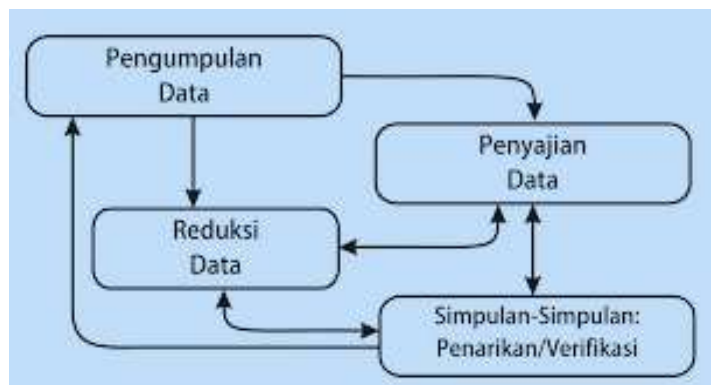 Pengumpulan
Data
Penyajian
Data
Reduksi
Data
Simpulan-Simpulan:
Penarikan/Verifikasi